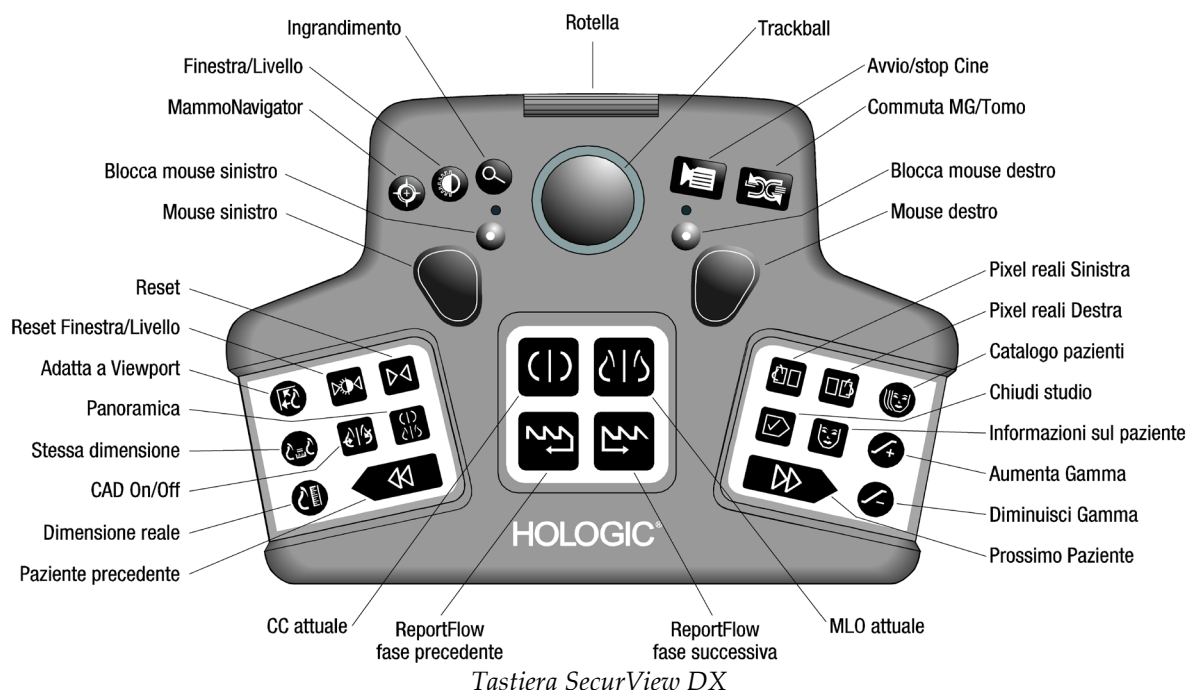 Rotella
Ingrandimento
Trackball
Finestra/Livello
Avvio/stop Cine
MammoNavigator
Commuta MG/Tomo
Blocca mouse sinistro
Blocca mouse destro
Mouse sinistro
Mouse destro
Reset
Pixel reali Sinistra
Reset Finestra/Livello
Pixel reali Destra
Adatta a Viewport
Catalogo pazienti
Panoramica
Chiudi studio
Stessa dimensione
Informazioni sul paziente
CAD On/Off
Aumenta Gamma
Dimensione reale
Diminuisci Gamma
HOLOGIC®
Paziente precedente
Prossimo Paziente
CC attuale
ReportFlow
fase precedente
ReportFlow
fase successiva
MLO attuale
Tastiera SecurView DX